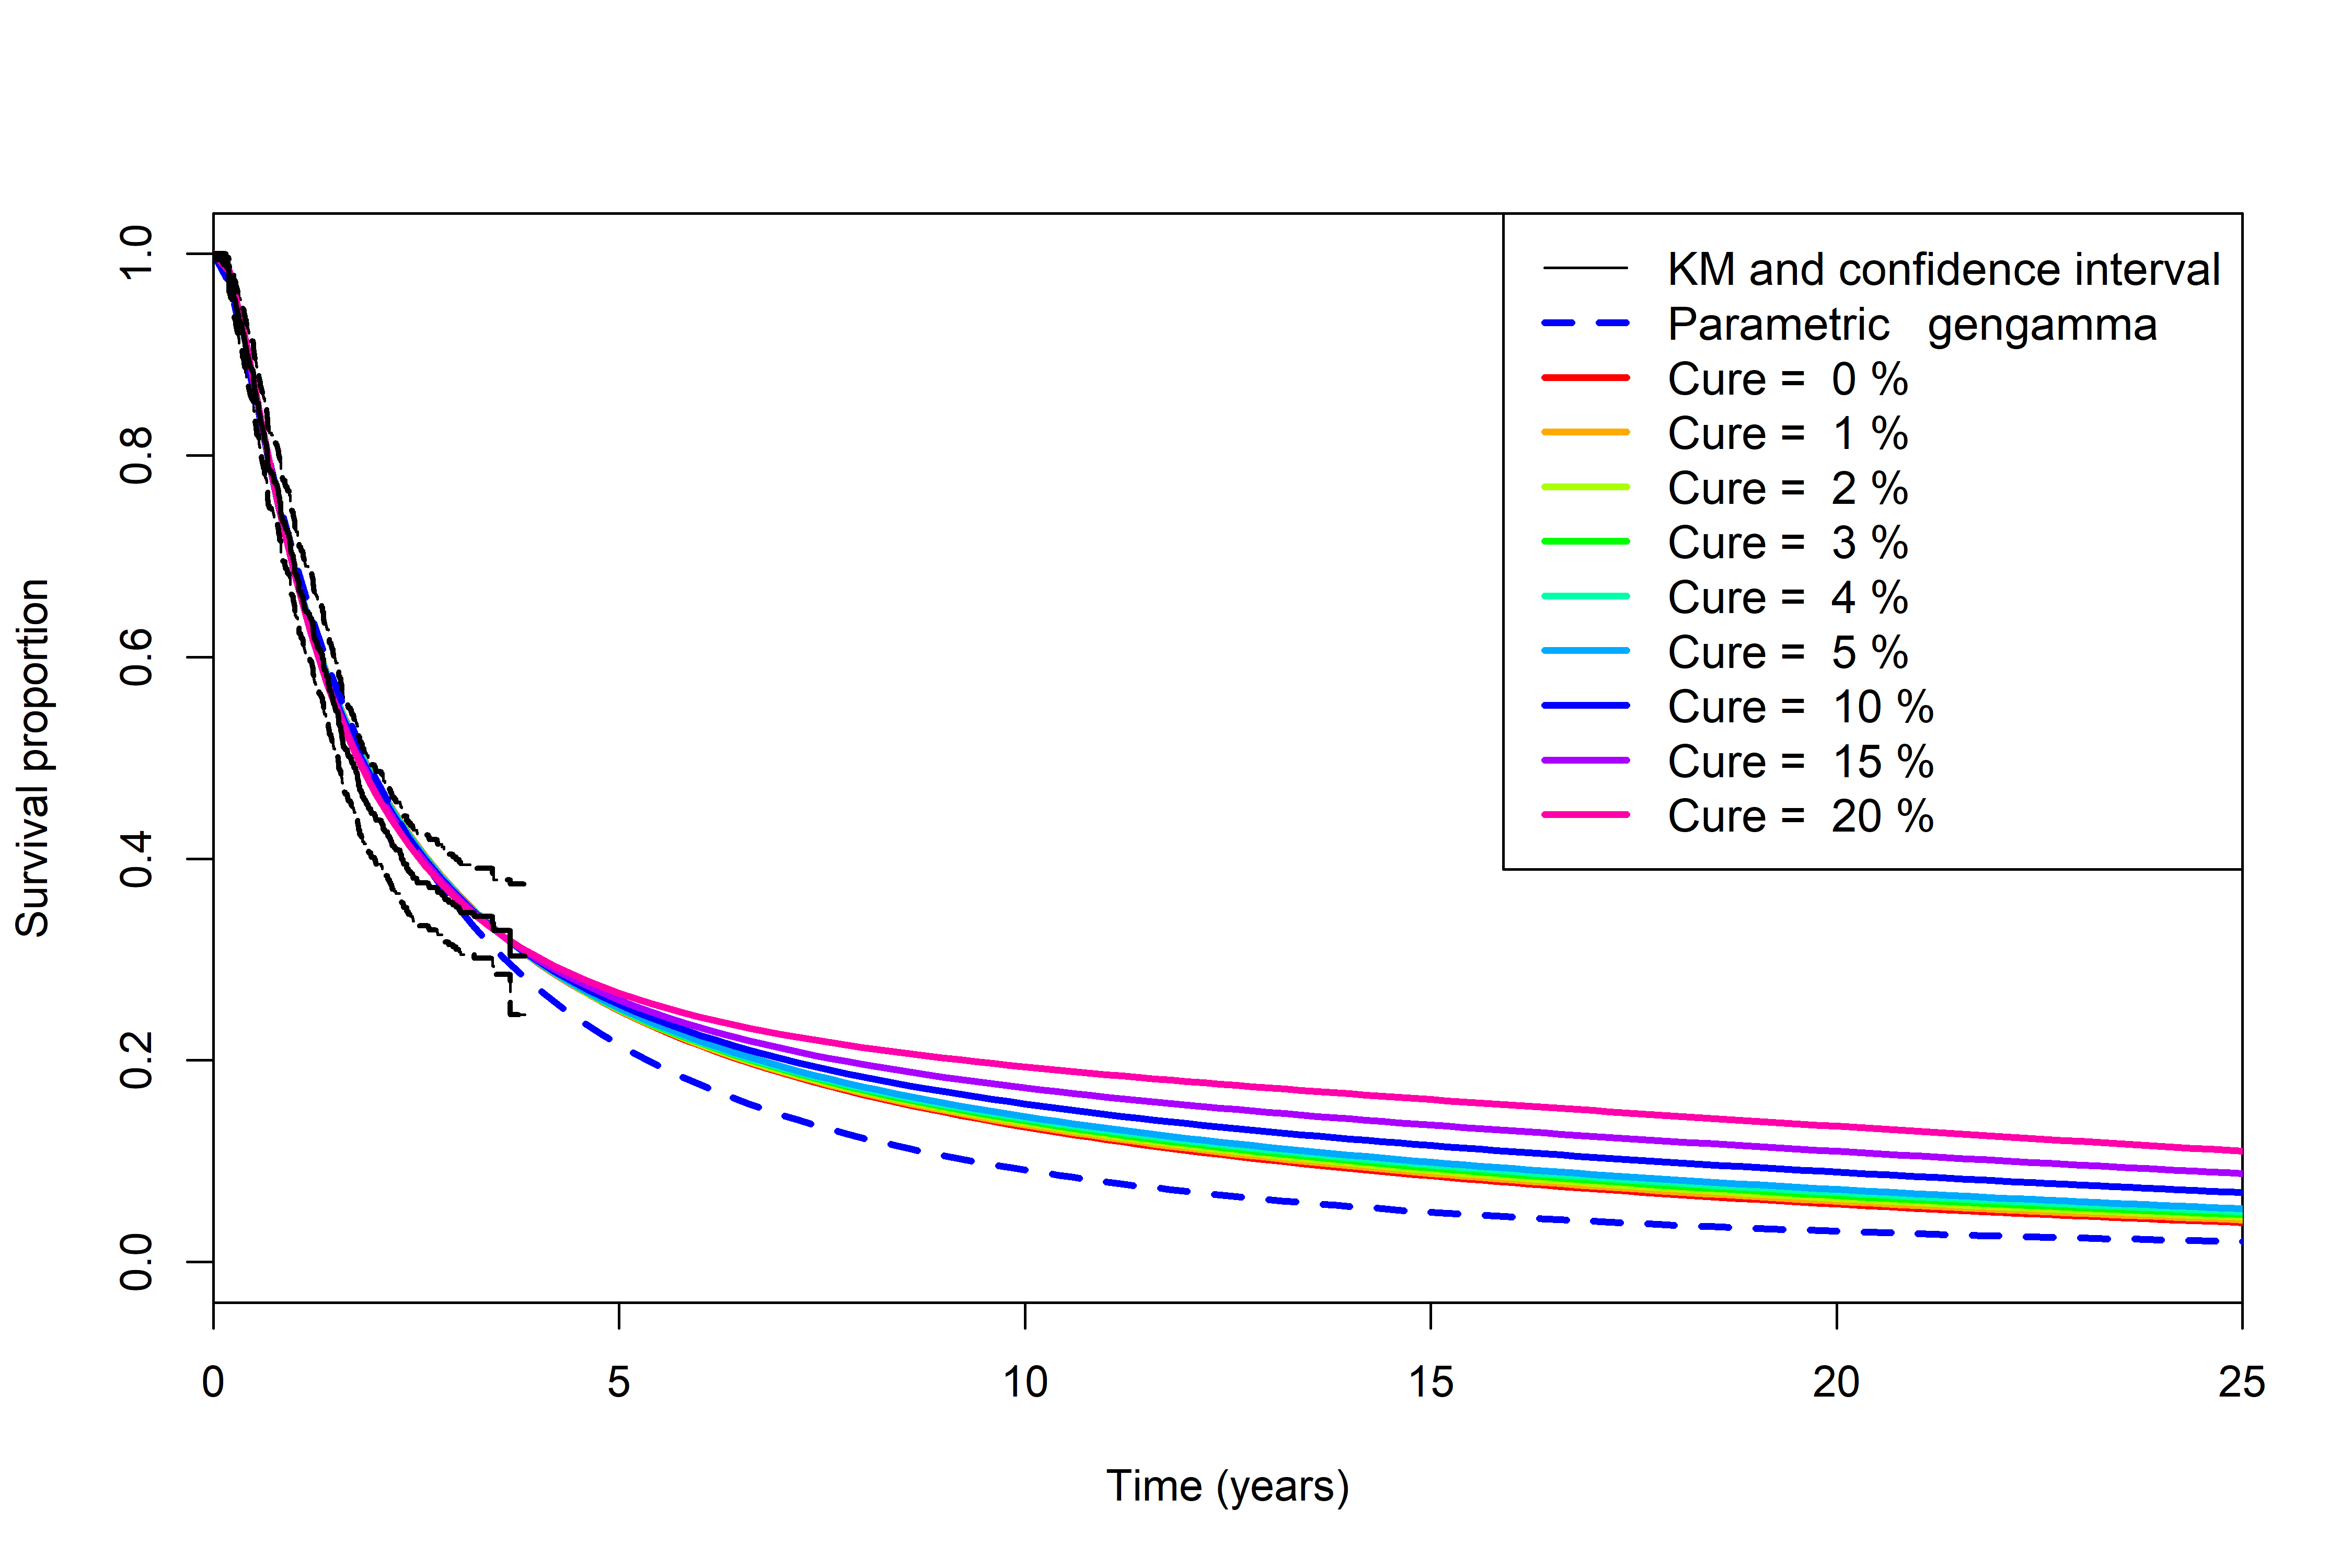 KM and confidence interval
Parametric   gengamma
Cure =  0 %
Cure =  1 %
Cure =  2 %
Cure =  3 %
Cure =  4 %
Cure =  5 %
Cure =  10 %
Cure =  15 %
Cure =  20 %
Survival proportion
1.0
0.8
0.6
0.4
0.2
0.0
0 5 10 15 20 25
Time (years)